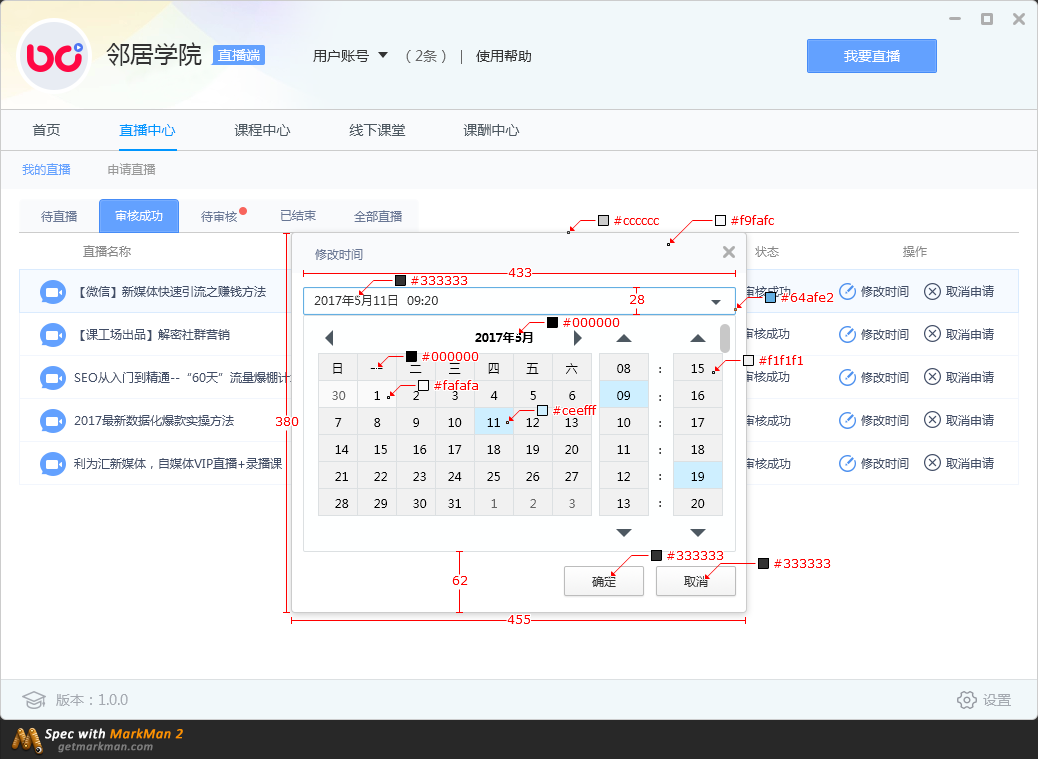 邻居学院 直播端 用户账号 （2条） | 使用帮助 我要直播
首页 直播中心 课程中心 线下课堂 课酬中心
我的直播 申请直播
待直播 审核成功 待审核 已结束 全部直播
#cccccc #f9fafc
直播名称 修改时间 状态 操作
433
#333333
【微信】新媒体快速引流之赚钱方法 2017年5月11日 09:20 28 #64afe2 审核成功 修改时间 取消申请
#000000
【课工场出品】解密社群营销 2017年5月 审核成功 修改时间 取消申请
#000000 #f1f1f1
日 一 二 三 四 五 六 08 : 15
SEO从入门到精通--“60天”流量爆棚计 审核成功 修改时间 取消申请
#fafafa
30 1 2 3 4 5 6 09 : 16
#ceefff
2017最新数据化爆款实操方法 380 7 8 9 10 11 12 13 10 : 17 审核成功 修改时间 取消申请
14 15 16 17 18 19 20 11 : 18
利为汇新媒体，自媒体VIP直播+录播课 审核成功 修改时间 取消申请
21 22 23 24 25 26 27 12 : 19
28 29 30 31 1 2 3 13 : 20
#333333 #333333
62 确定 取消
455
版本：1.0.0 设置
Spec with MarkMan 2
getmarkman.com